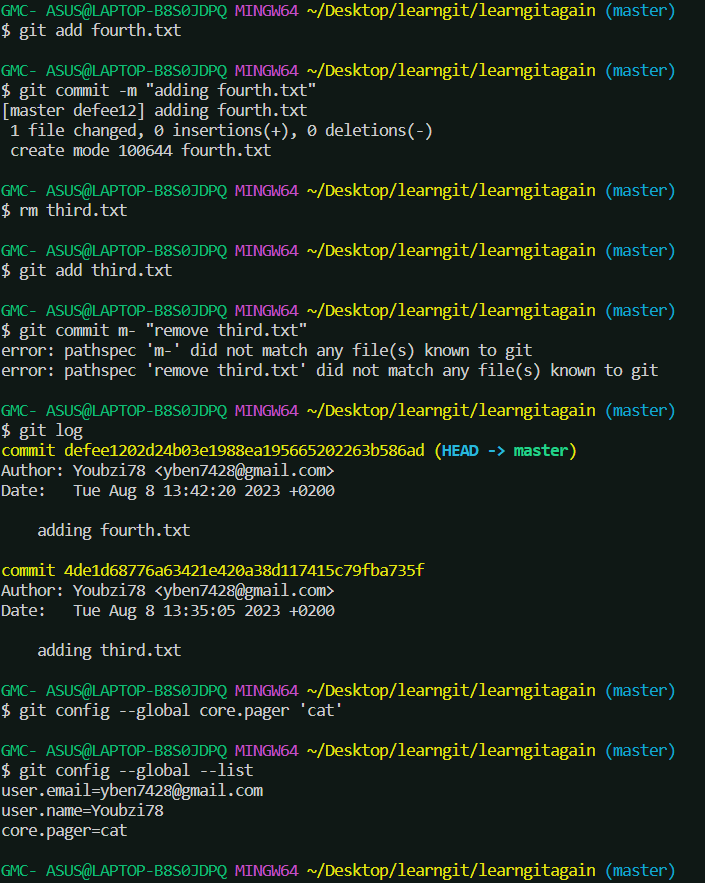 GMC- ASUS@LAPTOP-B8S0JDPQ MINGW64 ~/Desktop/learngit/learngitagain (master)
$ git add fourth.txt
GMC- ASUS@LAPTOP-B8S0JDPQ MINGW64 ~/Desktop/learngit/learngitagain (master)
$ git commit -m "adding fourth.txt"
[master defee12] adding fourth.txt
 1 file changed, 0 insertions(+), 0 deletions(-)
 create mode 100644 fourth.txt
GMC- ASUS@LAPTOP-B8S0JDPQ MINGW64 ~/Desktop/learngit/learngitagain (master)
$ rm third.txt
GMC- ASUS@LAPTOP-B8S0JDPQ MINGW64 ~/Desktop/learngit/learngitagain (master)
$ git add third.txt
GMC- ASUS@LAPTOP-B8S0JDPQ MINGW64 ~/Desktop/learngit/learngitagain (master)
$ git commit m- "remove third.txt"
error: pathspec 'm-' did not match any file(s) known to git
error: pathspec 'remove third.txt' did not match any file(s) known to git
GMC- ASUS@LAPTOP-B8S0JDPQ MINGW64 ~/Desktop/learngit/learngitagain (master)
$ git log
commit defee1202d24b03e1988ea195665202263b586ad (HEAD -> master)
Author: Youbzi78 <yben7428@gmail.com>
Date:   Tue Aug 8 13:42:20 2023 +0200
    adding fourth.txt
commit 4de1d68776a63421e420a38d117415c79fba735f
Author: Youbzi78 <yben7428@gmail.com>
Date:   Tue Aug 8 13:35:05 2023 +0200
    adding third.txt
GMC- ASUS@LAPTOP-B8S0JDPQ MINGW64 ~/Desktop/learngit/learngitagain (master)
$ git config --global core.pager 'cat'
GMC- ASUS@LAPTOP-B8S0JDPQ MINGW64 ~/Desktop/learngit/learngitagain (master)
$ git config --global --list
user.email=yben7428@gmail.com
user.name=Youbzi78
core.pager=cat
GMC- ASUS@LAPTOP-B8S0JDPQ MINGW64 ~/Desktop/learngit/learngitagain (master)